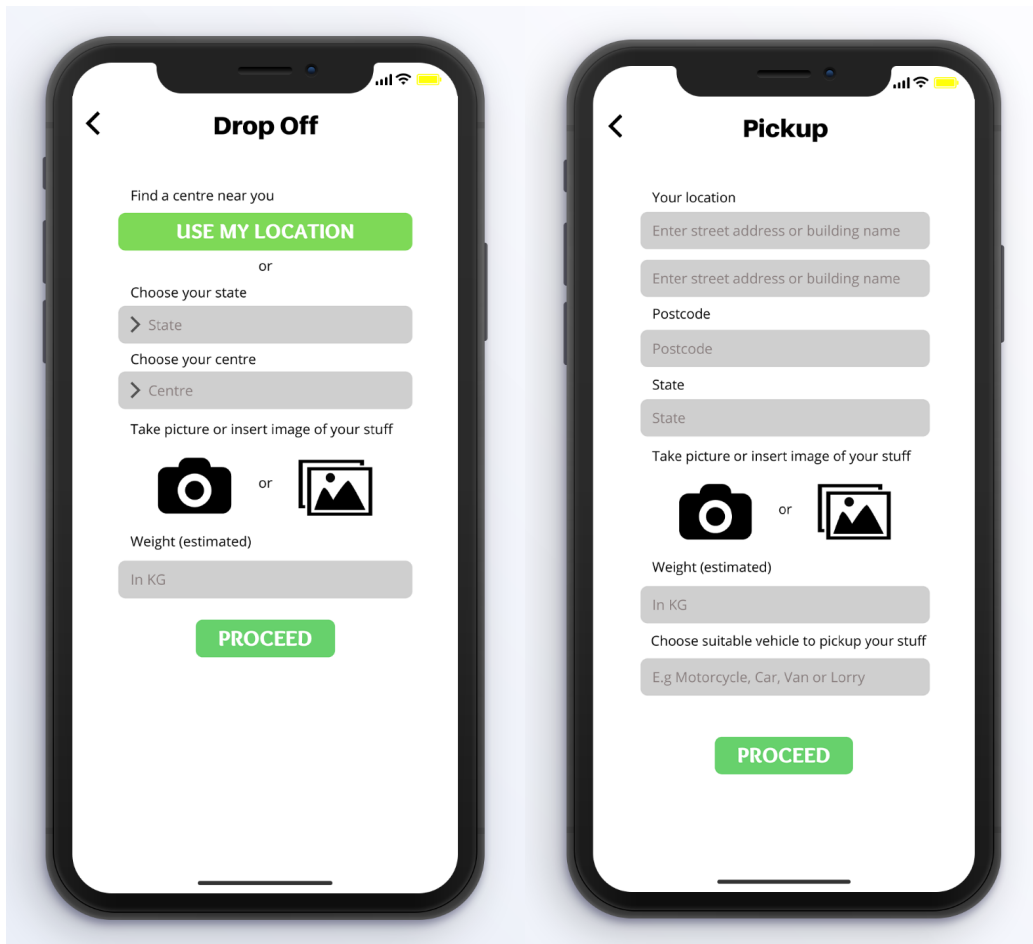 Drop Off
Find a centre near you
USE MY LOCATION
or
Choose your state
State
Choose your centre
Centre
Take picture or insert image of your stuff
or
Weight (estimated)
In KG
PROCEED
Pickup
Your location
Enter street address or building name
Enter street address or building name
Postcode
Postcode
State
State
Take picture or insert image of your stuff
or
Weight (estimated)
In KG
Choose suitable vehicle to pickup your stuff
E.g Motorcycle, Car, Van or Lorry
PROCEED